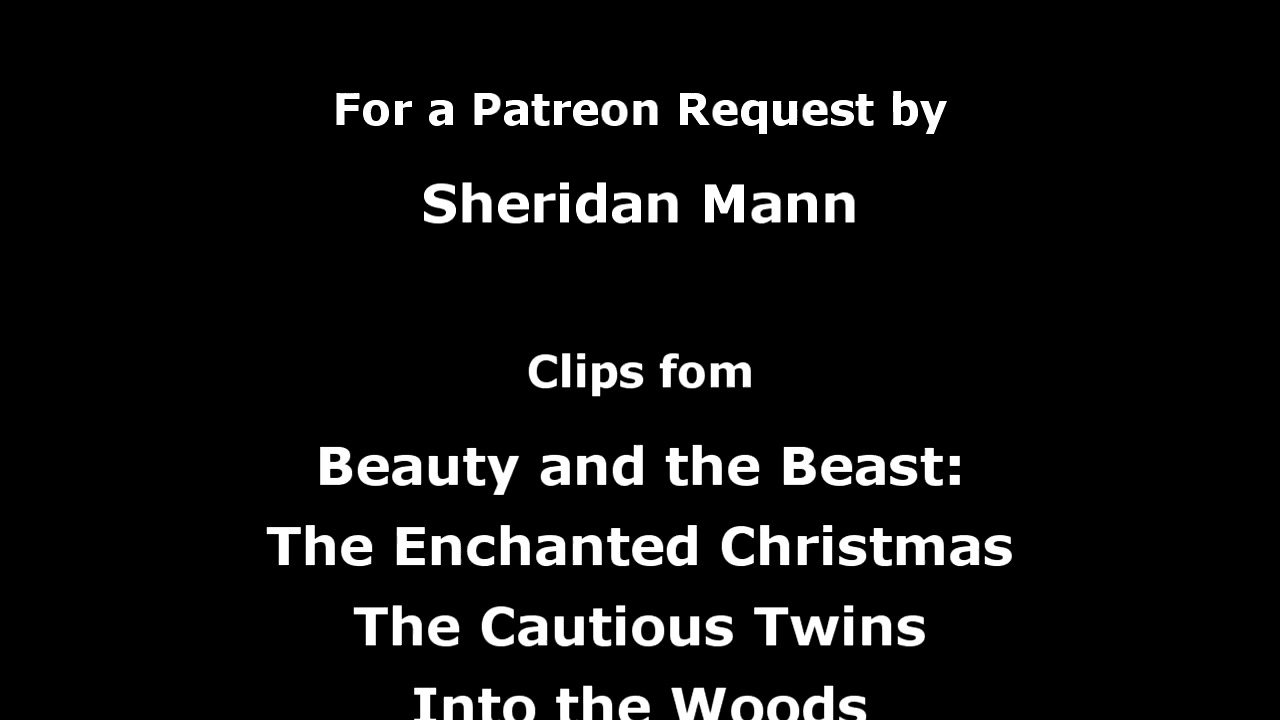 For a Patreon Request by
Sheridan Mann
Clips fom
Beauty and the Beast:
The Enchanted Christmas
The Cautious Twins
Into the Woods